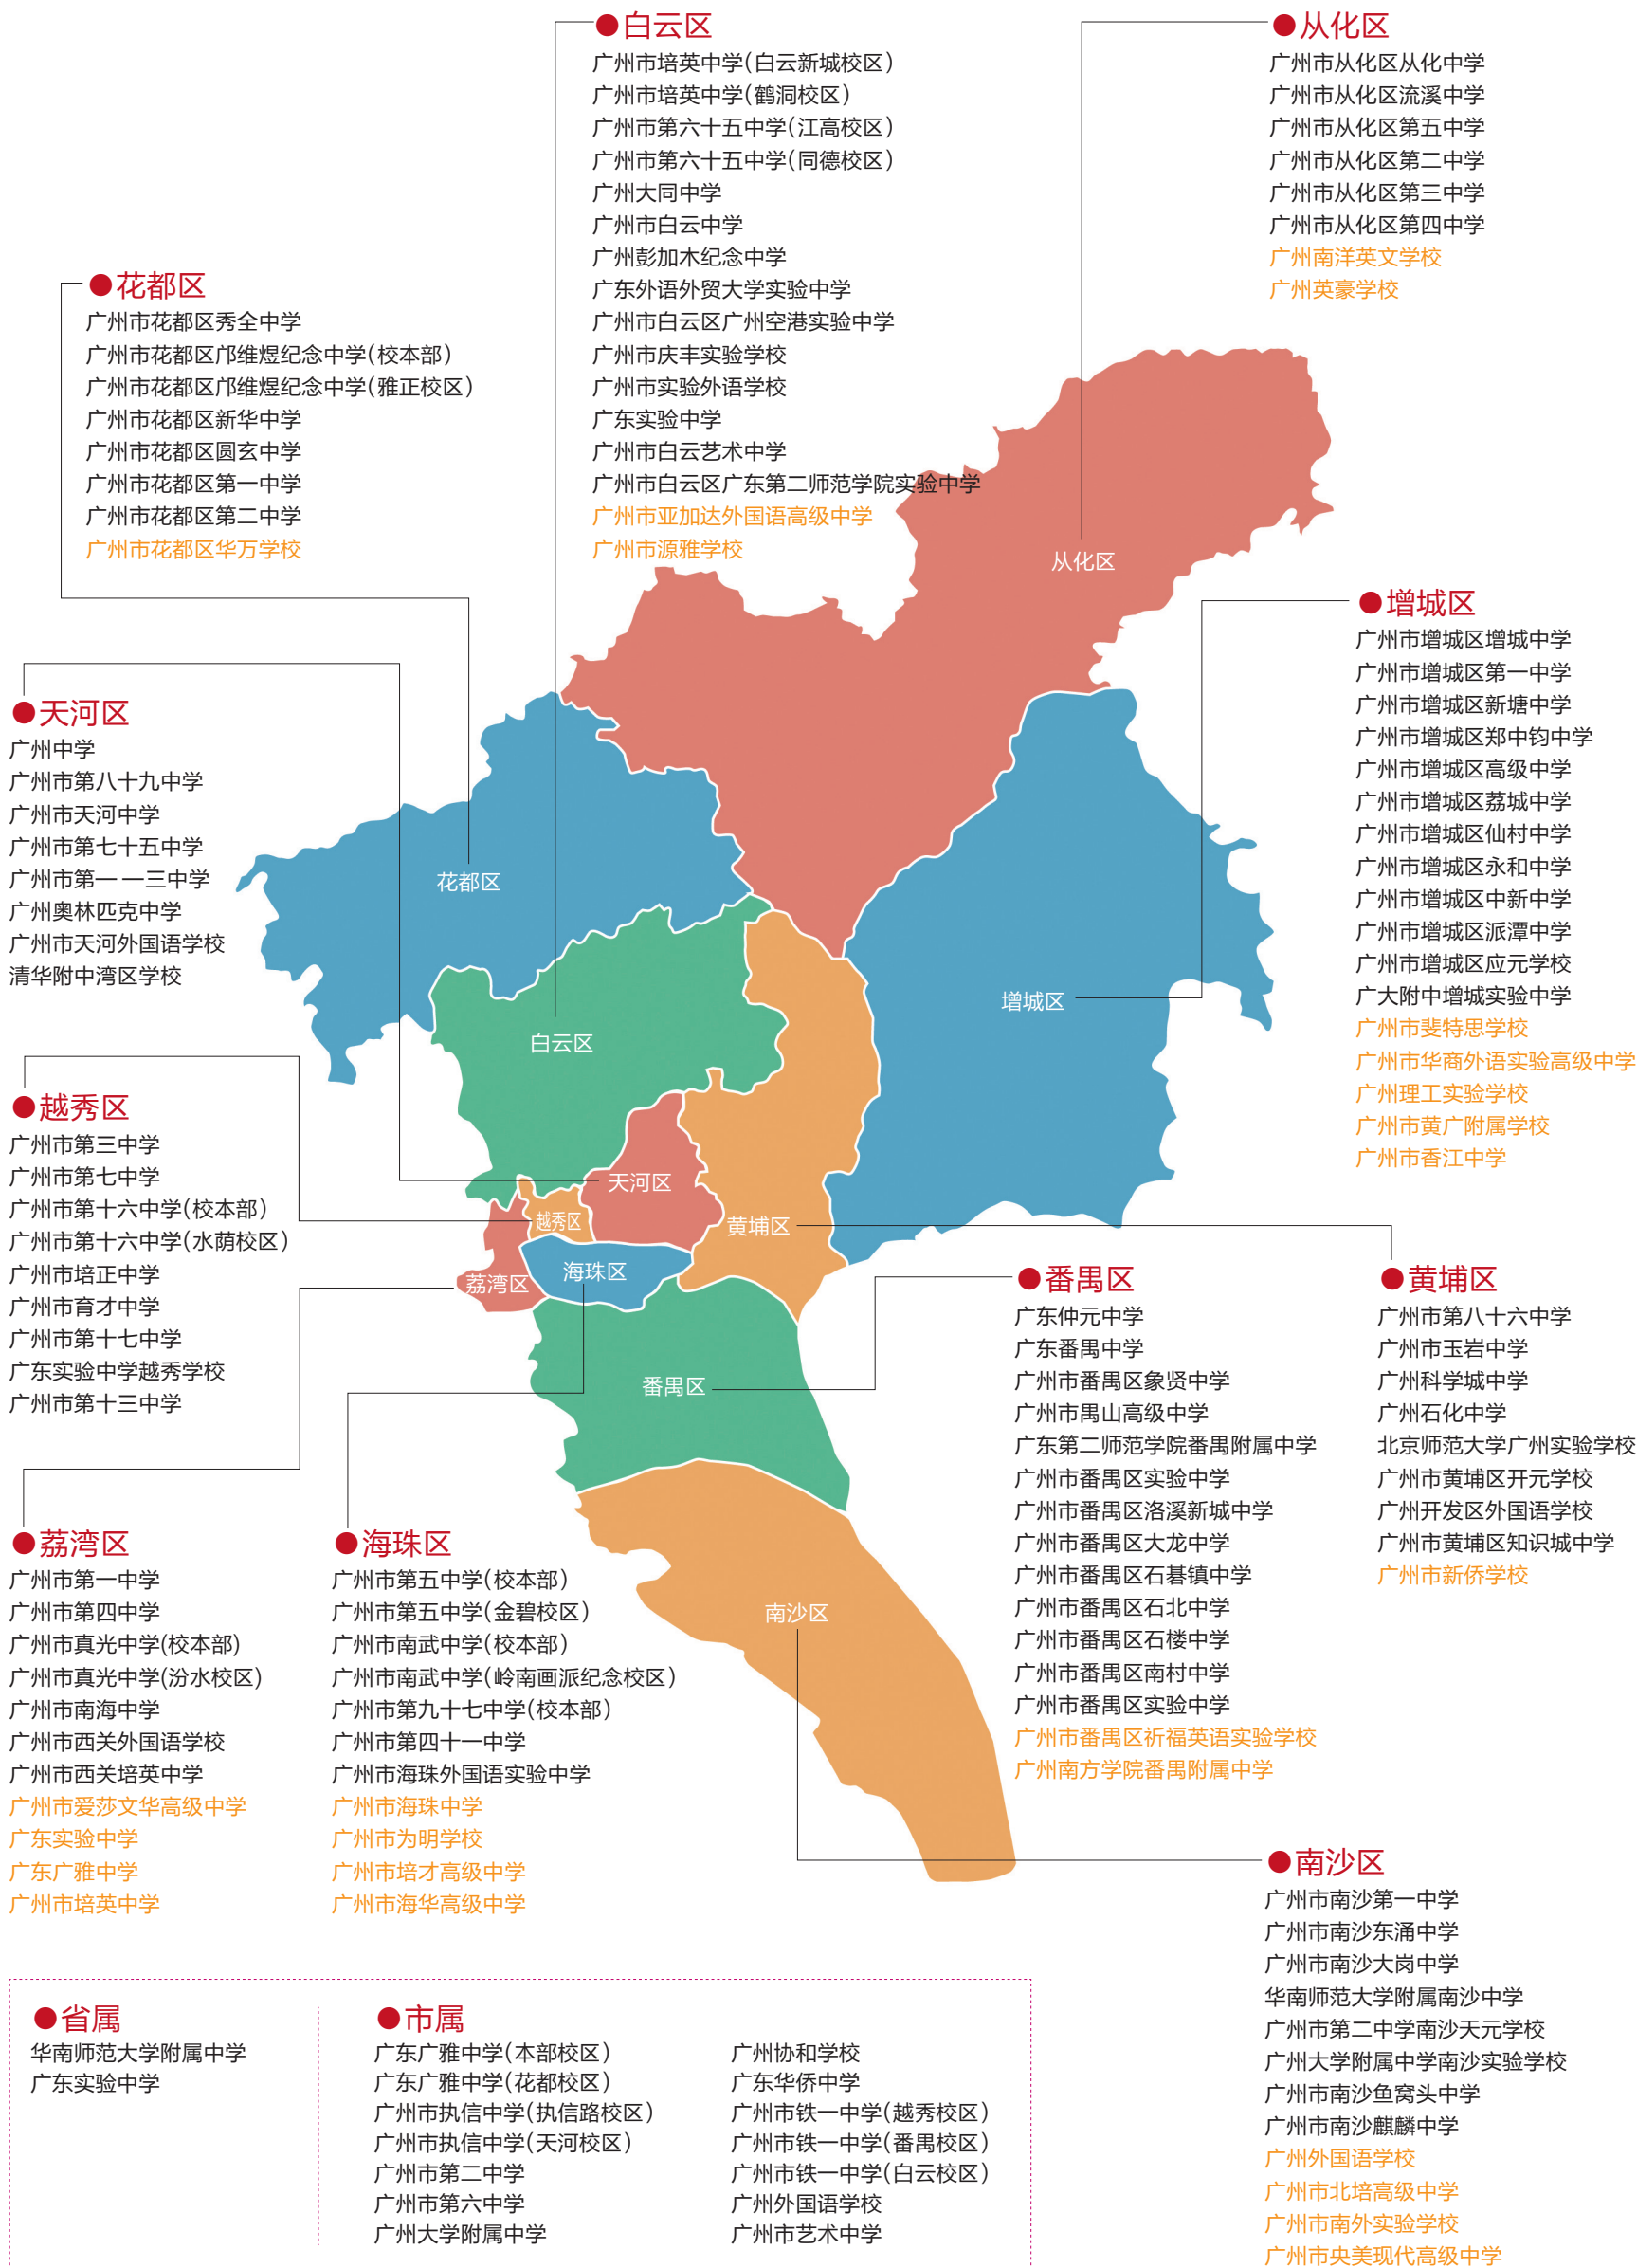 ●白云区
广州市培英中学(白云新城校区)
广州市培英中学(鹤洞校区)
广州市第六十五中学(江高校区)
广州市第六十五中学(同德校区)
广州大同中学
广州市白云中学
广州彭加木纪念中学
广东外语外贸大学实验中学
广州市白云区广州空港实验中学
广州市庆丰实验学校
广州市实验外语学校
广东实验中学
广州市白云艺术中学
广州市白云区广东第二师范学院实验中学
广州市亚加达外国语高级中学
广州市源雅学校
●从化区
广州市从化区从化中学
广州市从化区流溪中学
广州市从化区第五中学
广州市从化区第二中学
广州市从化区第三中学
广州市从化区第四中学
广州南洋英文学校
广州英豪学校
●花都区
广州市花都区秀全中学
广州市花都区邝维煜纪念中学(校本部)
广州市花都区邝维煜纪念中学(雅正校区)
广州市花都区新华中学
广州市花都区圆玄中学
广州市花都区第一中学
广州市花都区第二中学
广州市花都区华万学校
●增城区
广州市增城区增城中学
广州市增城区第一中学
广州市增城区新塘中学
广州市增城区郑中钧中学
广州市增城区高级中学
广州市增城区荔城中学
广州市增城区仙村中学
广州市增城区永和中学
广州市增城区中新中学
广州市增城区派潭中学
广州市增城区应元学校
广大附中增城实验中学
广州市斐特思学校
广州市华商外语实验高级中学
广州理工实验学校
广州市黄广附属学校
广州市香江中学
●天河区
广州中学
广州市第八十九中学
广州市天河中学
广州市第七十五中学
广州市第一一三中学
广州奥林匹克中学
广州市天河外国语学校
清华附中湾区学校
●越秀区
广州市第三中学
广州市第七中学
广州市第十六中学(校本部)
广州市第十六中学(水荫校区)
广州市培正中学
广州市育才中学
广州市第十七中学
广东实验中学越秀学校
广州市第十三中学
从化区
花都区
增城区
白云区
天河区
越秀区
黄埔区
海珠区
荔湾区
番禺区
南沙区
●番禺区
广东仲元中学
广东番禺中学
广州市番禺区象贤中学
广州市禺山高级中学
广东第二师范学院番禺附属中学
广州市番禺区实验中学
广州市番禺区洛溪新城中学
广州市番禺区大龙中学
广州市番禺区石碁镇中学
广州市番禺区石北中学
广州市番禺区石楼中学
广州市番禺区南村中学
广州市番禺区实验中学
广州市番禺区祈福英语实验学校
广州南方学院番禺附属中学
●黄埔区
广州市第八十六中学
广州市玉岩中学
广州科学城中学
广州石化中学
北京师范大学广州实验学校
广州市黄埔区开元学校
广州开发区外国语学校
广州市黄埔区知识城中学
广州市新侨学校
●荔湾区
广州市第一中学
广州市第四中学
广州市真光中学(校本部)
广州市真光中学(汾水校区)
广州市南海中学
广州市西关外国语学校
广州市西关培英中学
广州市爱莎文华高级中学
广东实验中学
广东广雅中学
广州市培英中学
●海珠区
广州市第五中学(校本部)
广州市第五中学(金碧校区)
广州市南武中学(校本部)
广州市南武中学(岭南画派纪念校区)
广州市第九十七中学(校本部)
广州市第四十一中学
广州市海珠外国语实验中学
广州市海珠中学
广州市为明学校
广州市培才高级中学
广州市海华高级中学
●南沙区
广州市南沙第一中学
广州市南沙东涌中学
广州市南沙大岗中学
华南师范大学附属南沙中学
广州市第二中学南沙天元学校
广州大学附属中学南沙实验学校
广州市南沙鱼窝头中学
广州市南沙麒麟中学
广州外国语学校
广州市北培高级中学
广州市南外实验学校
广州市央美现代高级中学
●省属
华南师范大学附属中学
广东实验中学
●市属
广东广雅中学(本部校区)
广东广雅中学(花都校区)
广州市执信中学(执信路校区)
广州市执信中学(天河校区)
广州市第二中学
广州市第六中学
广州大学附属中学
广州协和学校
广东华侨中学
广州市铁一中学(越秀校区)
广州市铁一中学(番禺校区)
广州市铁一中学(白云校区)
广州外国语学校
广州市艺术中学